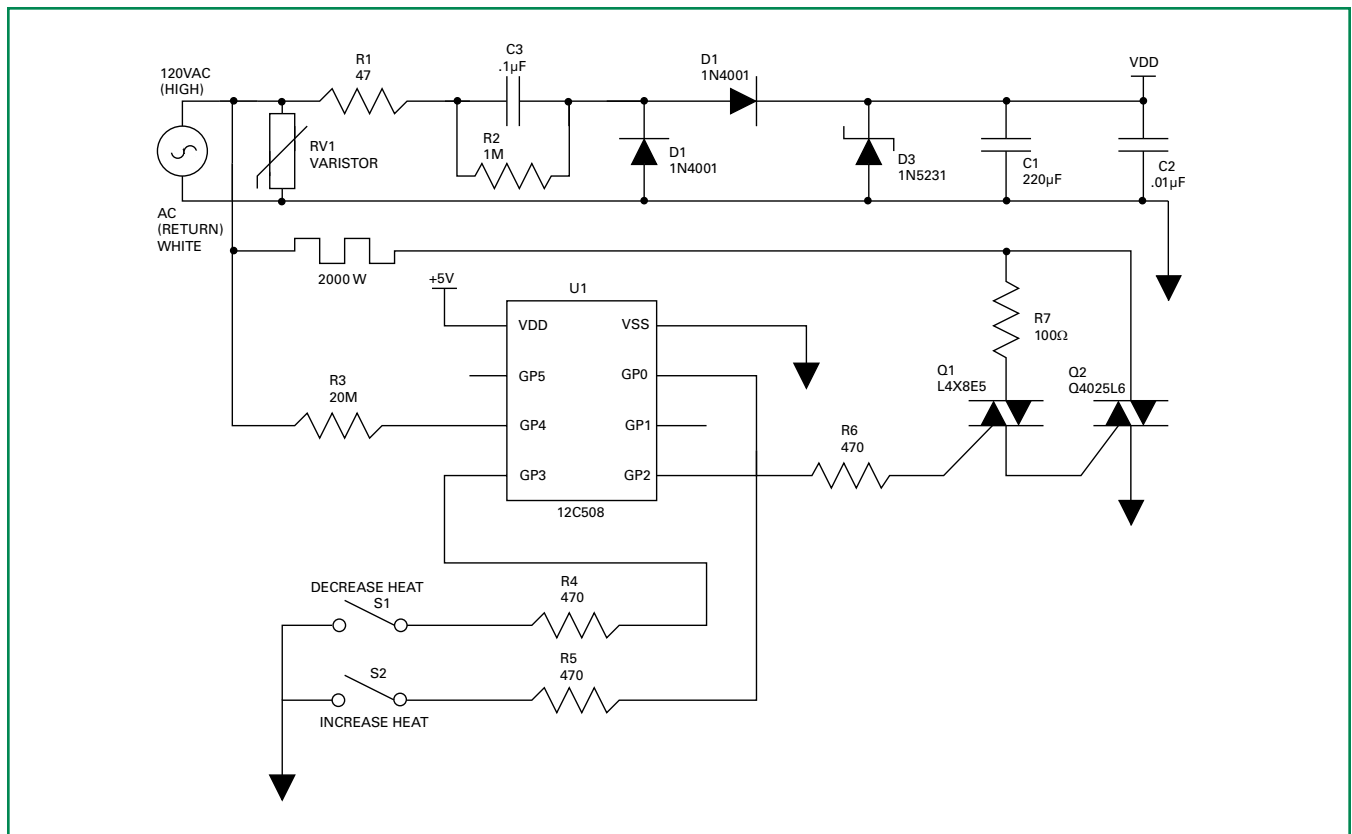 120VAC
(HIGH)
AC
(RETURN)
WHITE
RV1
VARISTOR
R1
47
C3
.1µF
R2
1M
D1
1N4001
D1
1N4001
D3
1N5231
C1
220µF
VDD
C2
.01µF
2000 W
+5V
U1
VDD
VSS
GP5
GP0
GP4
GP1
GP3
GP2
12C508
R3
20M
R6
470
R7
100Ω
Q1
L4X8E5
Q2
Q4025L6
DECREASE HEAT
S1
R4
470
S2
INCREASE HEAT
R5
470